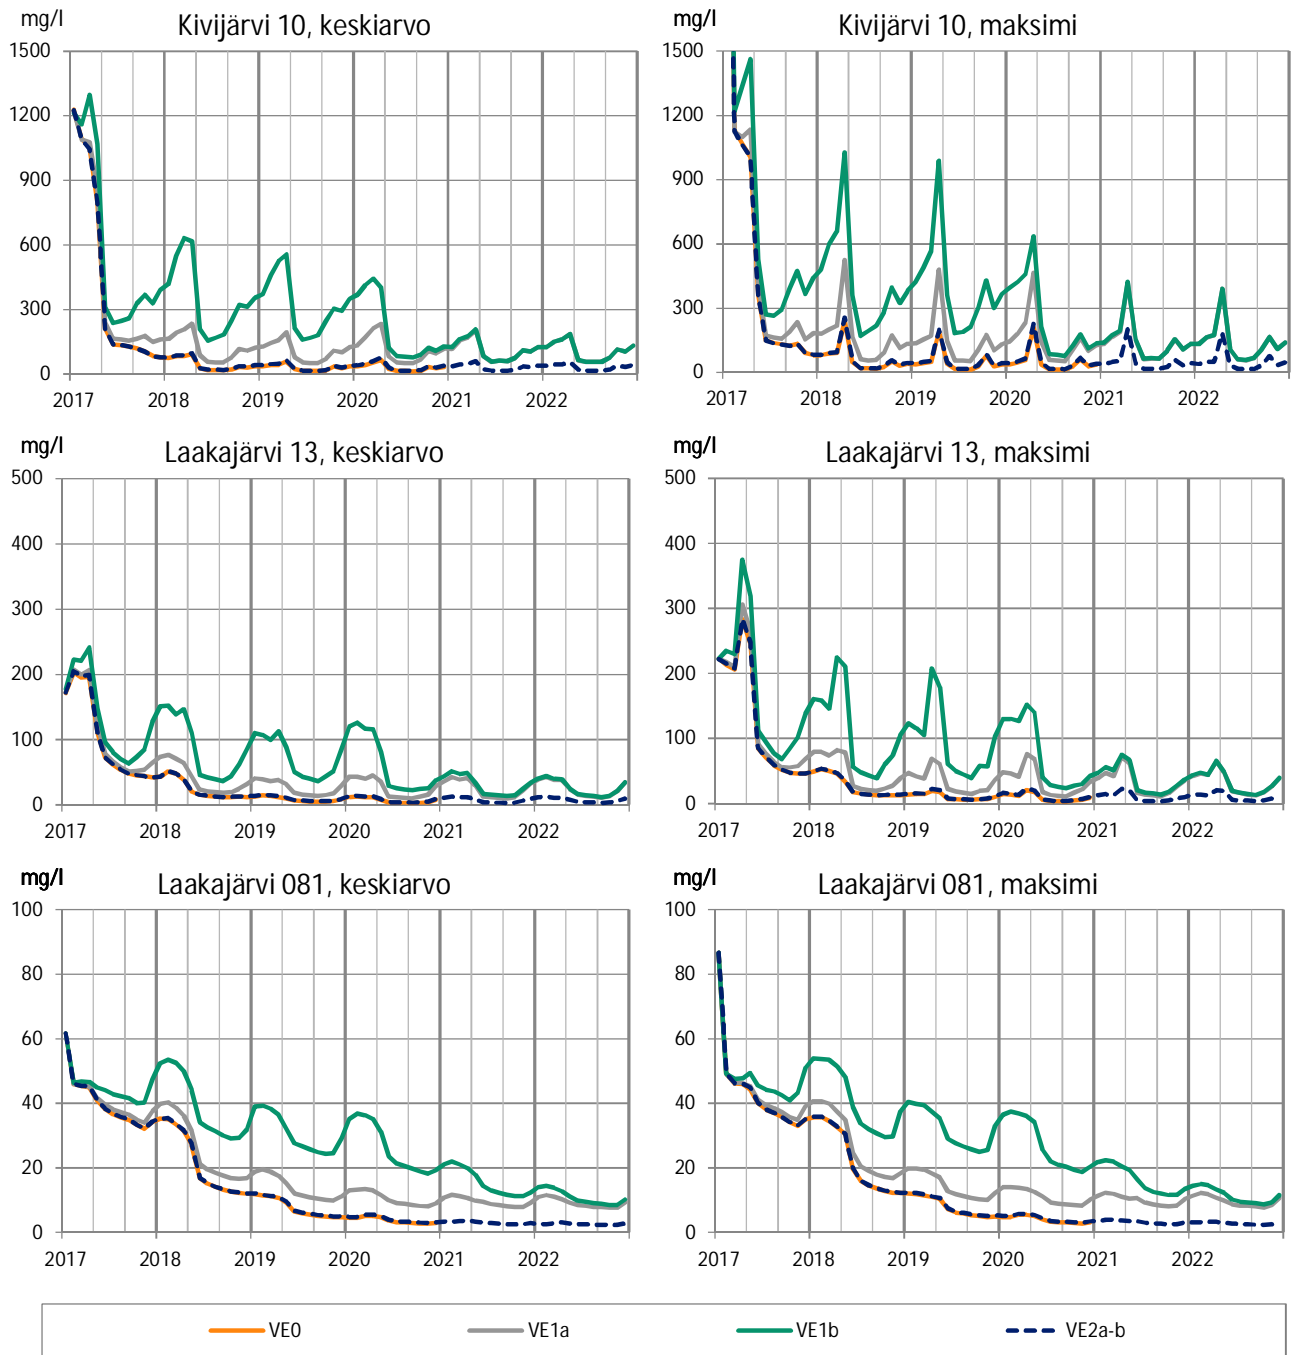 mg/l
Kivijärvi 10, keskiarvo
1500
1200
900
600
300
0
2017 2018 2019 2020 2021 2022
mg/l
Kivijärvi 10, maksimi
1500
1200
900
600
300
0
2017 2018 2019 2020 2021 2022
mg/l
Laakajärvi 13, keskiarvo
500
400
300
200
100
0
2017 2018 2019 2020 2021 2022
mg/l
Laakajärvi 13, maksimi
500
400
300
200
100
0
2017 2018 2019 2020 2021 2022
mg/l
Laakajärvi 081, keskiarvo
100
80
60
40
20
0
2017 2018 2019 2020 2021 2022
mg/l
Laakajärvi 081, maksimi
100
80
60
40
20
0
2017 2018 2019 2020 2021 2022
VE0 VE1a VE1b VE2a-b